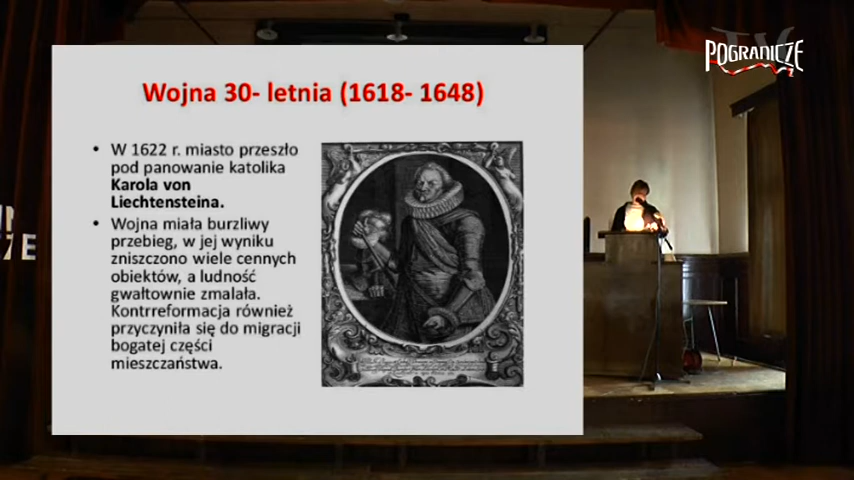 TV
POGRANICZE
Wojna 30- letnia (1618- 1648)
• W 1622 r. miasto przeszło
pod panowanie katolika
Karola von
Liechtensteina.
• Wojna miała burzliwy
przebieg, w jej wyniku
zniszczono wiele cennych
obiektów, a ludność
gwałtownie zmalała.
Kontrreformacja również
przyczyniła się do migracji
bogatej części
mieszczaństwa.